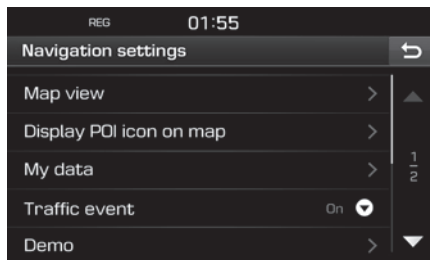 REG 01:55
Navigation settings
Map view
Display POI icon on map
My data
1
2
Traffic event On
Demo